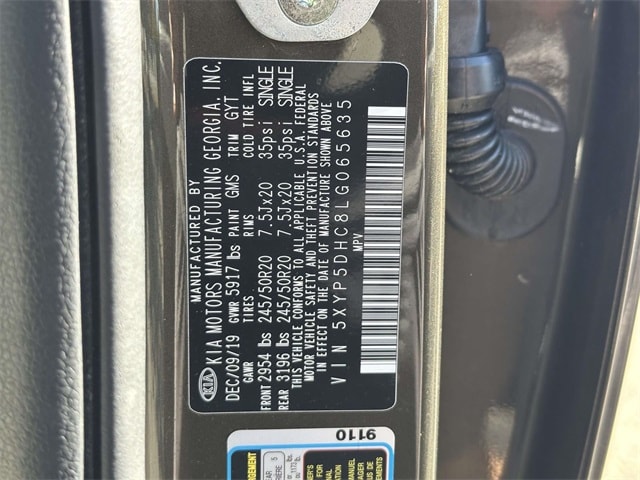 MANUFACTURED BY
KIA KIA MOTORS MANUFACTURING GEORGIA, INC.
DEC/09/19 GVWR 5917 lbs PAINT GMS TRIM GYT
GAWR TIRES RIMS COLD TIRE INFL
FRONT 2954 lbs 245/50R20 7.5Jx20 35psi SINGLE
REAR 3196 lbs 245/50R20 7.5Jx20 35psi SINGLE
THIS VEHICLE CONFORMS TO ALL APPLICABLE U.S.A. FEDERAL
MOTOR VEHICLE SAFETY AND THEFT PREVENTION STANDARDS
IN EFFECT ON THE DATE OF MANUFACTURE SHOWN ABOVE
VIN 5XYP5DHC8LG065635
MPV
9110